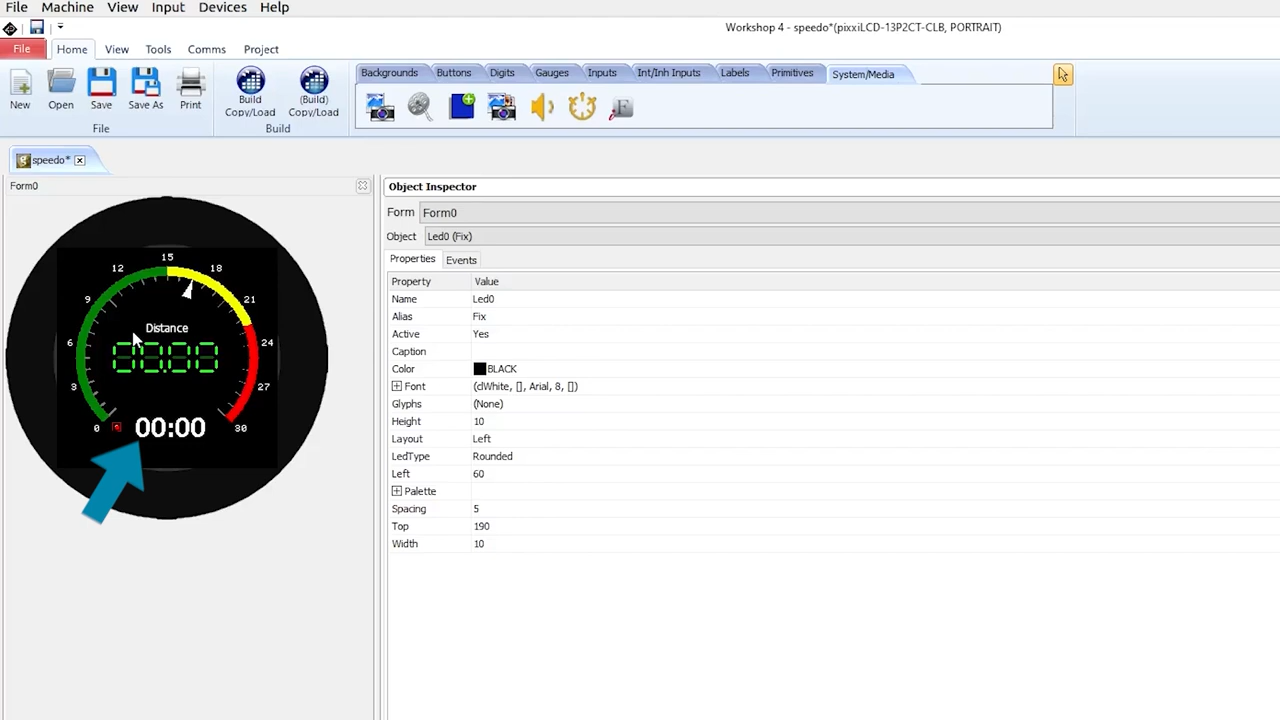 File Machine View Input Devices Help
Workshop 4 - speedo*(pixxiLCD-13P2CT-CLB, PORTRAIT)
File Home View Tools Comms Project
Backgrounds Buttons Digits Gauges Inputs Int/Inh Inputs Labels Primitives System/Media
New Open Save Save As Print Build Copy/Load (Build) Copy/Load
File Build
speedo*
Form0
Object Inspector
Form Form0
Object Led0 (Fix)
Properties Events
Property Value
Name Led0
Alias Fix
Active Yes
Caption
Color BLACK
Font (clWhite, [], Arial, 8, [])
Glyphs (None)
Height 10
Layout Left
LedType Rounded
Left 60
Palette
Spacing 5
Top 190
Width 10
15
12 18
9 21
Distance
6 24
00.00
3 27
0 00:00 30